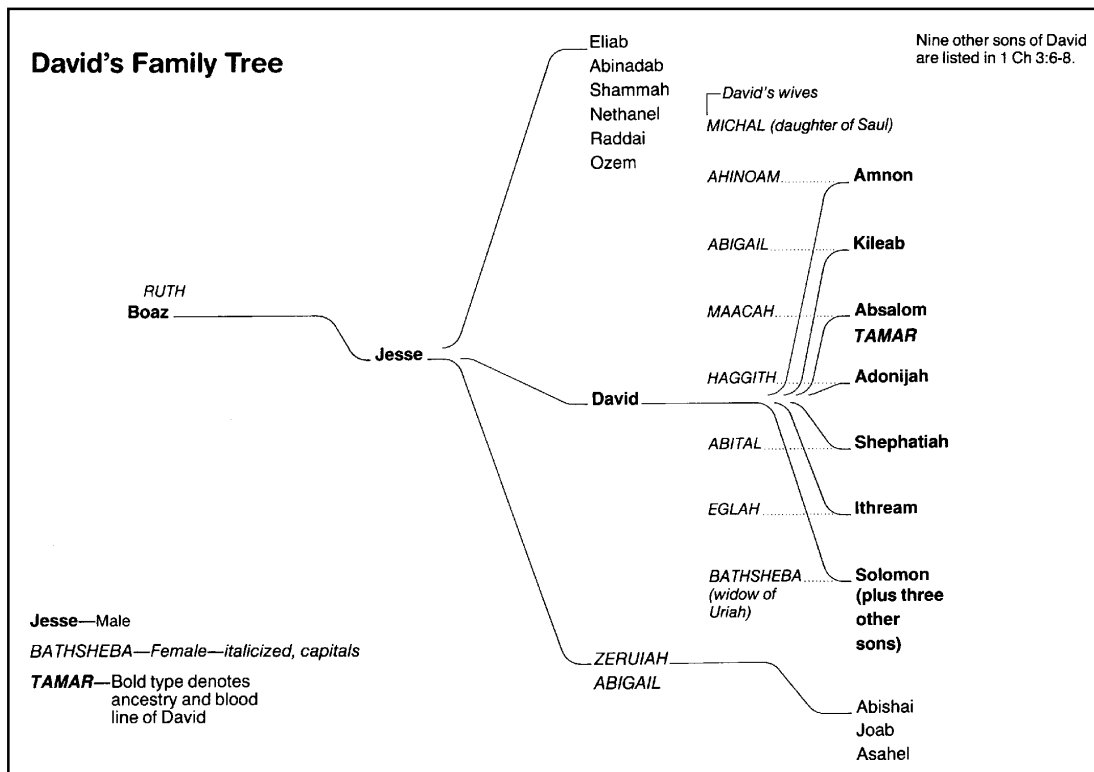 David's Family Tree
Nine other sons of David
are listed in 1 Ch 3:6-8.
Eliab
Abinadab
Shammah
Nethanel
Raddai
Ozem
David's wives
MICHAL (daughter of Saul)
AHINOAM Amnon
ABIGAIL Kileab
RUTH
Boaz
MAACAH Absalom
TAMAR
Jesse
HAGGITH Adonijah
David
ABITAL Shephatiah
EGLAH Ithream
BATHSHEBA Solomon
(widow of (plus three
Uriah) other
sons)
Jesse—Male
BATHSHEBA—Female—italicized, capitals
TAMAR—Bold type denotes
ancestry and blood
line of David
ZERUIAH
ABIGAIL
Abishai
Joab
Asahel